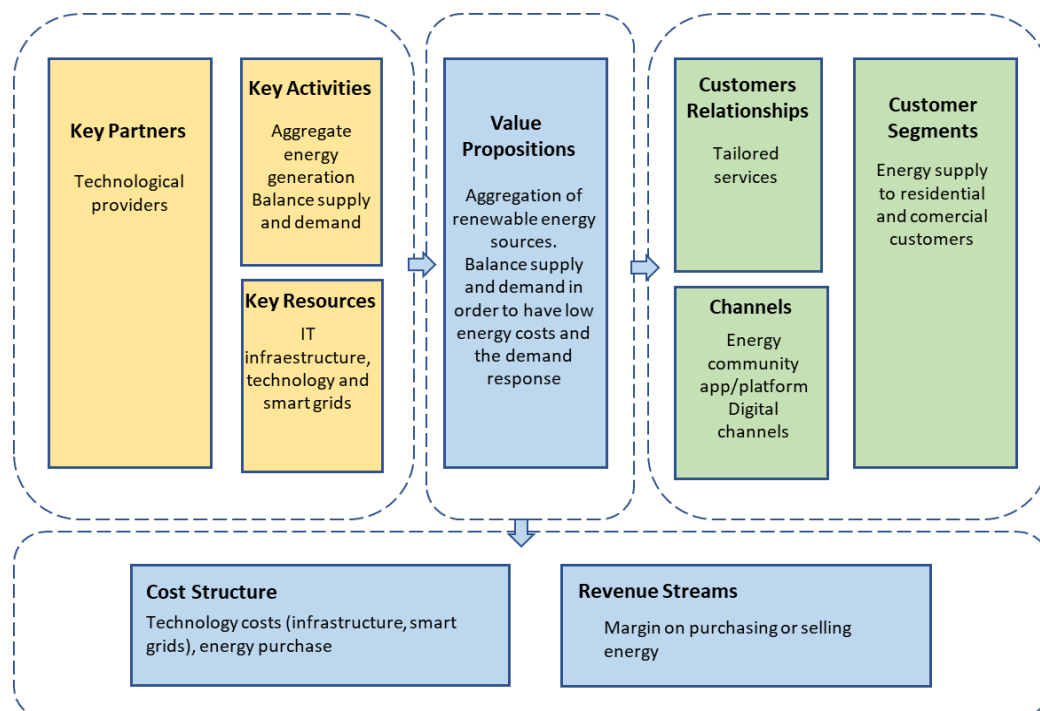 Key Partners
Technological
providers
Key Activities
Aggregate
energy
generation
Balance supply
and demand
Key Resources
IT
infraestructure,
technology and
smart grids
Value
Propositions
Aggregation of
renewable energy
sources.
Balance supply
and demand in
order to have low
energy costs and
the demand
response
Customers
Relationships
Tailored
services
Channels
Energy
community
app/platform
Digital
channels
Customer
Segments
Energy supply
to residential
and comercial
customers
Cost Structure
Technology costs (infrastructure, smart
grids), energy purchase
Revenue Streams
Margin on purchasing or selling
energy